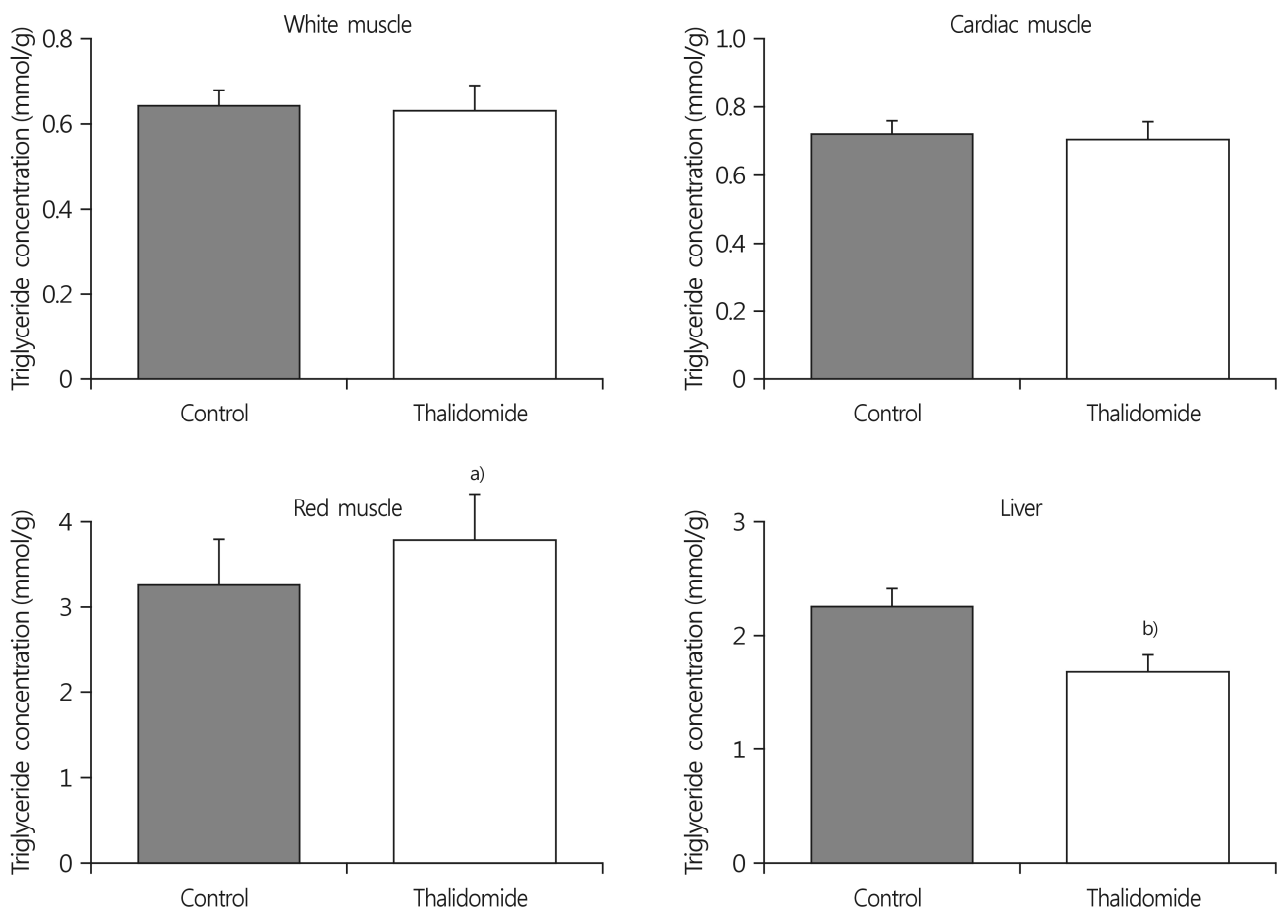 White muscle
Triglyceride concentration (mmol/g)
0.8
0.6
0.4
0.2
0
Control
Thalidomide
Cardiac muscle
Triglyceride concentration (mmol/g)
1.0
0.8
0.6
0.4
0.2
0
Control
Thalidomide
Red muscle
a)
Triglyceride concentration (mmol/g)
4
3
2
1
0
Control
Thalidomide
Liver
b)
Triglyceride concentration (mmol/g)
3
2
1
0
Control
Thalidomide